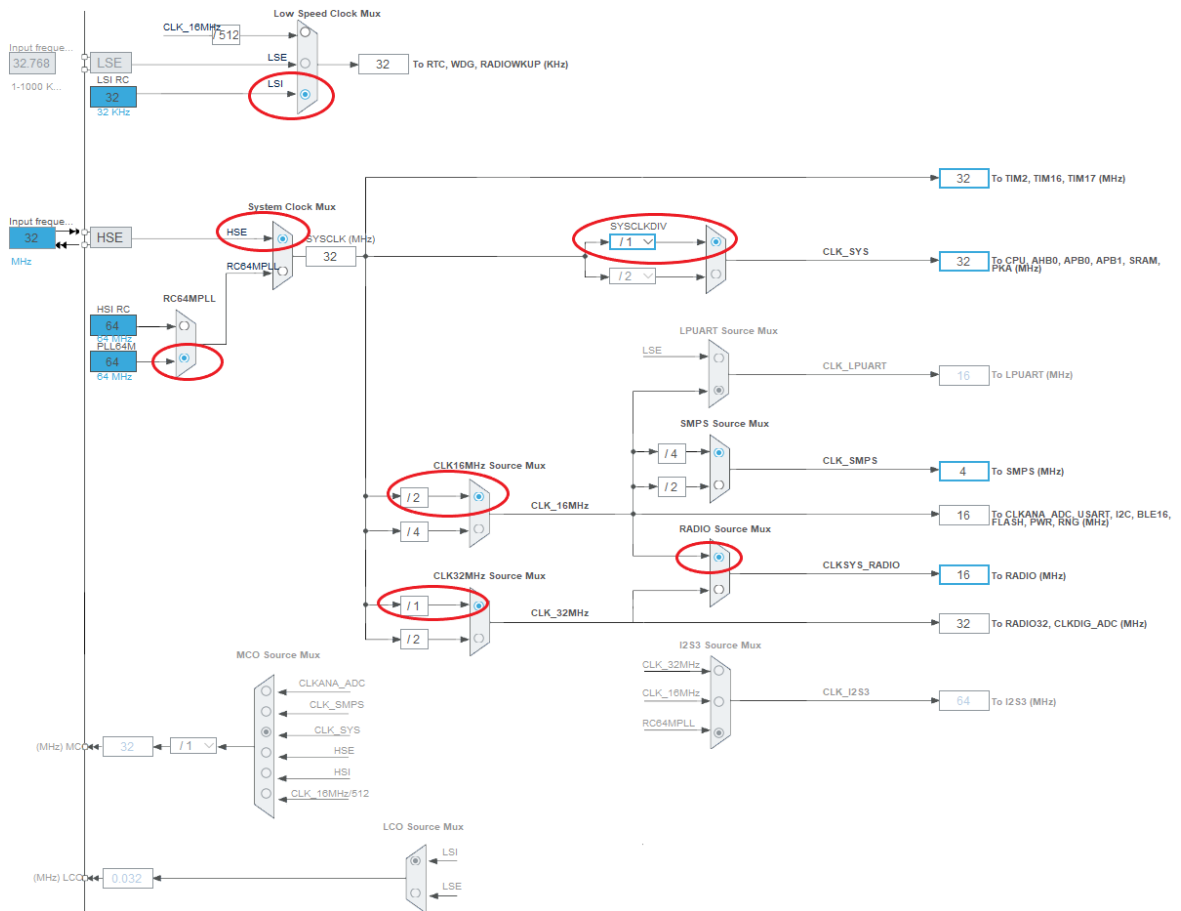 Low Speed Clock Mux
CLK_16MHz
/ 512
Input freque...
32.768
1-1000 K...
LSE
LSE
32
To RTC, WDG, RADIOWKUP (KHz)
LSI RC
32
32 KHz
LSI
32
To TIM2, TIM16, TIM17 (MHz)
System Clock Mux
Input freque...
32
MHz
HSE
HSE
SYSCLK (MHz)
32
RC64MPLL
SYSCLKDIV
/ 1
/ 2
CLK_SYS
32
To CPU, AHB0, APB0, APB1, SRAM,
PKA (MHz)
RC64MPLL
HSI RC
64
64 MHz
PLL64M
64
64 MHz
LPUART Source Mux
LSE
CLK_LPUART
16
To LPUART (MHz)
SMPS Source Mux
/ 4
/ 2
CLK_SMPS
4
To SMPS (MHz)
CLK16MHz Source Mux
/ 2
/ 4
CLK_16MHz
16
To CLKANA_ADC, USART, I2C, BLE16,
FLASH, PWR, RNG (MHz)
RADIO Source Mux
CLKSYS_RADIO
16
To RADIO (MHz)
CLK32MHz Source Mux
/ 1
/ 2
CLK_32MHz
32
To RADIO32, CLKDIG_ADC (MHz)
I2S3 Source Mux
CLK_32MHz
CLK_16MHz
RC64MPLL
CLK_I2S3
64
To I2S3 (MHz)
MCO Source Mux
CLKANA_ADC
CLK_SMPS
CLK_SYS
HSE
HSI
CLK_16MHz/512
(MHz) MCO
32
/ 1
LCO Source Mux
LSI
LSE
(MHz) LCO
0.032